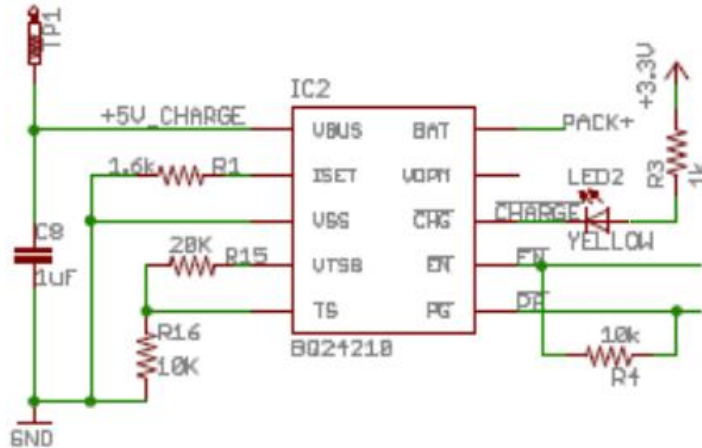 TP1
+5V_CHARGE
IC2
VBUS
BAT
PACK+
+3.3V
1.6k
R1
ISET
VDPM
R3
1k
LED2
VSS
CHG
CHARGE
YELLOW
C8
1uF
20K
R15
VTSB
EN
EN
TS
PG
R16
10K
BQ24210
10k
R4
GND